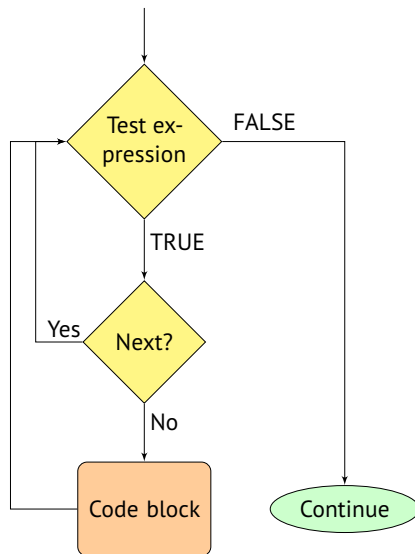 Test ex-
pression
FALSE
TRUE
Yes
Next?
No
Code block
Continue